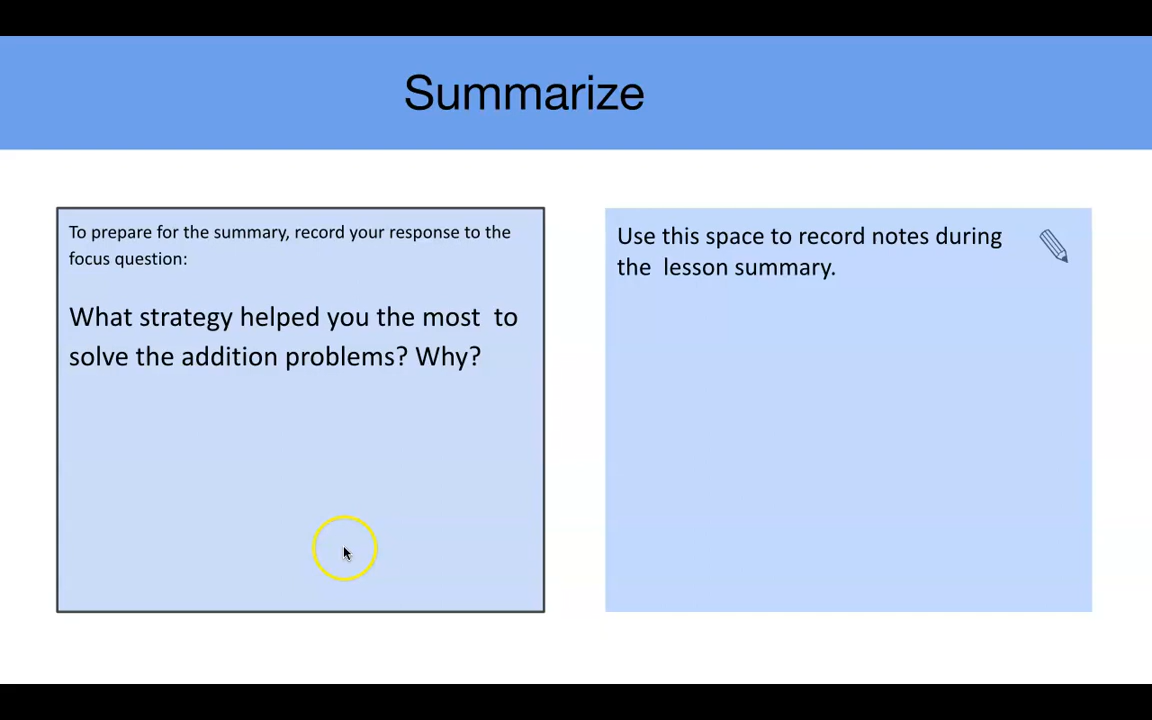 Summarize
To prepare for the summary, record your response to the
focus question:
What strategy helped you the most  to
solve the addition problems? Why?
Use this space to record notes during
the  lesson summary.